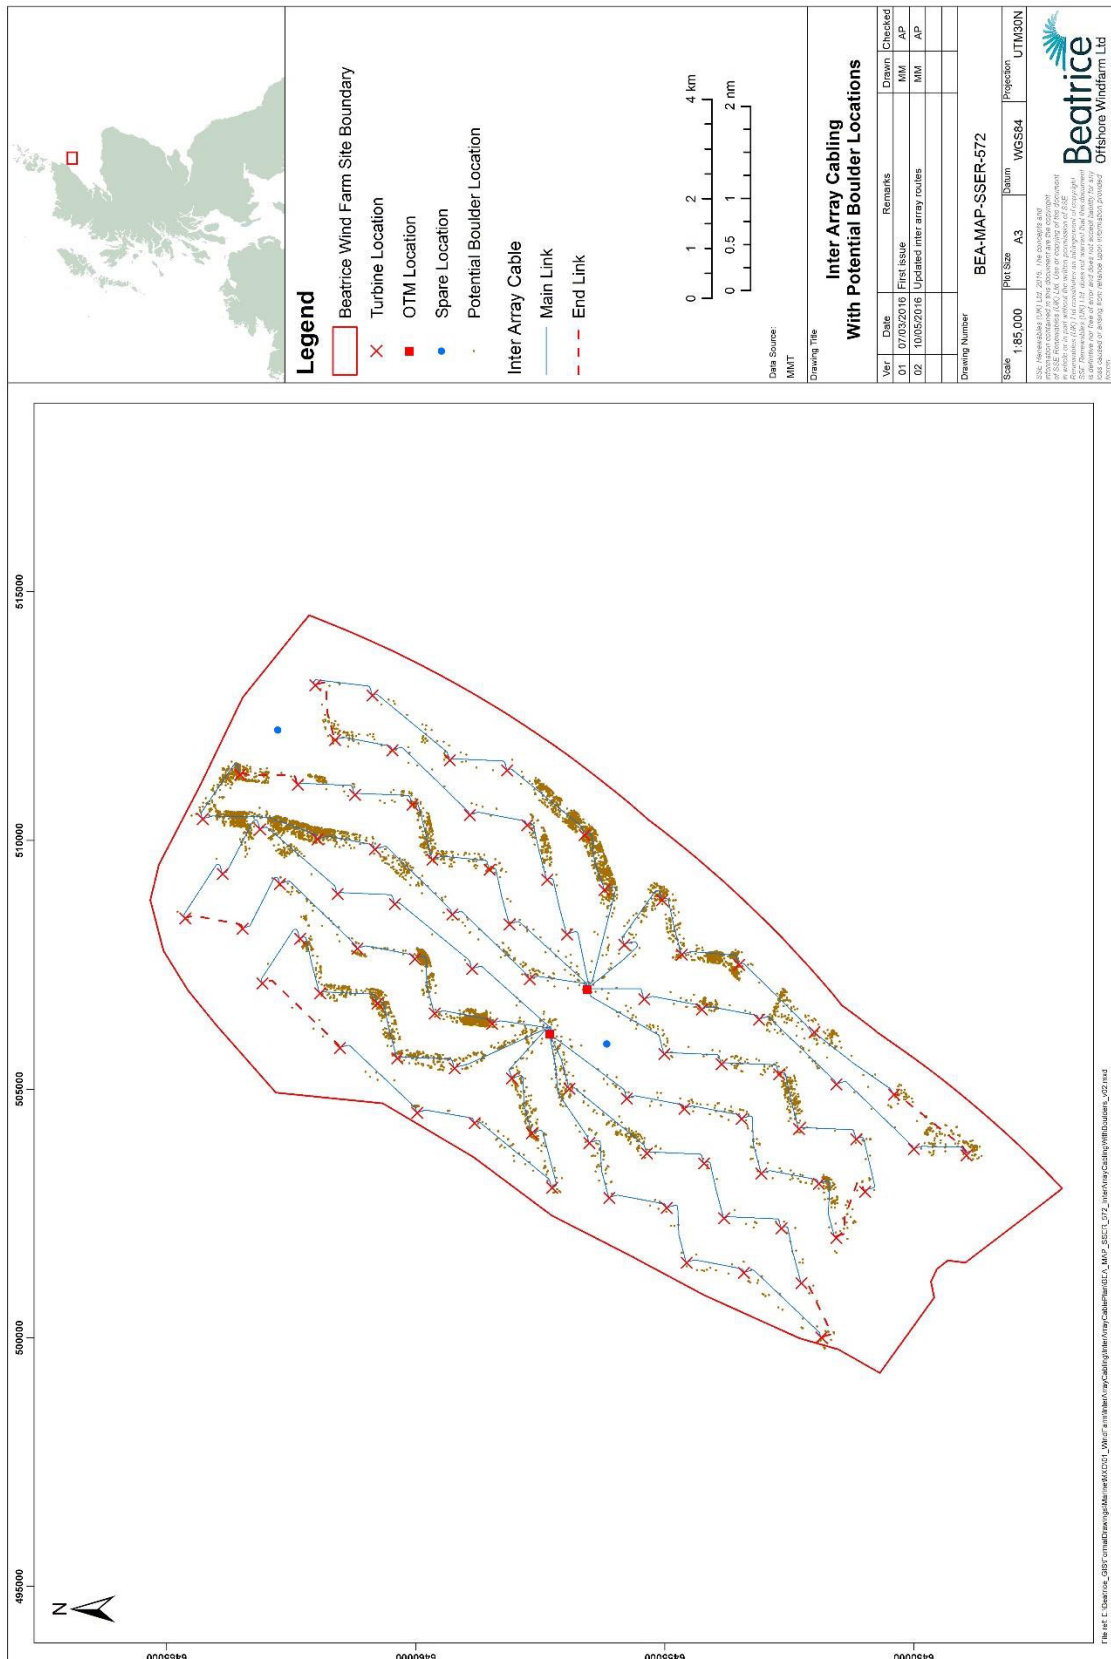 N
495000
500000
505000
510000
515000
Legend
Beatrice Wind Farm Site Boundary
Turbine Location
OTM Location
Spare Location
Potential Boulder Location
Inter Array Cable
Main Link
End Link
0 1 2 4 km
0 0.5 1 2 nm
Data Source:
MMT
Drawing Title
Inter Array Cabling
With Potential Boulder Locations
Ver Date Remarks Drawn Checked
01 07/03/2016 First Issue MM AP
02 10/05/2016 Updated inter array routes MM AP
Drawing Number
BEA-MAP-SSER-572
Scale 1:85,000 Plot Size A3 Datum WGS84 Projection UTM30N
Beatrice
Offshore Windfarm Ltd